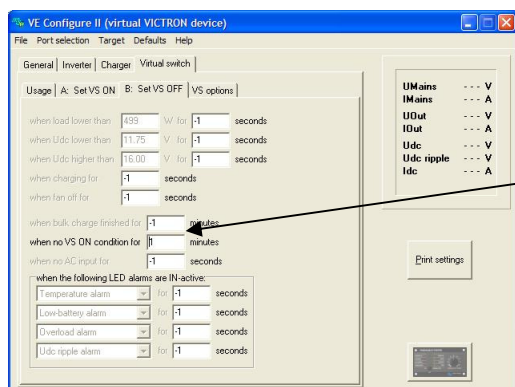 VE Configure II (virtual VICTRON device)
File Port selection Target Defaults Help
General Inverter Charger Virtual switch
Usage A: Set VS ON B: Set VS OFF VS options
when load lower than 499 W for -1 seconds
when Udc lower than 11.75 V for -1 seconds
when Udc higher than 16.00 V for -1 seconds
when charging for -1 seconds
when fan off for -1 seconds
when bulk charge finished for -1 minutes
when no VS ON condition for 1 minutes
when no AC input for -1 seconds
when the following LED alarms are IN-active:
Temperature alarm for -1 seconds
Low-battery alarm for -1 seconds
Overload alarm for -1 seconds
Udc ripple alarm for -1 seconds
UMains --- V
IMains --- A
UOut --- V
IOut --- A
Udc --- V
Udc ripple --- V
Idc --- A
Print settings